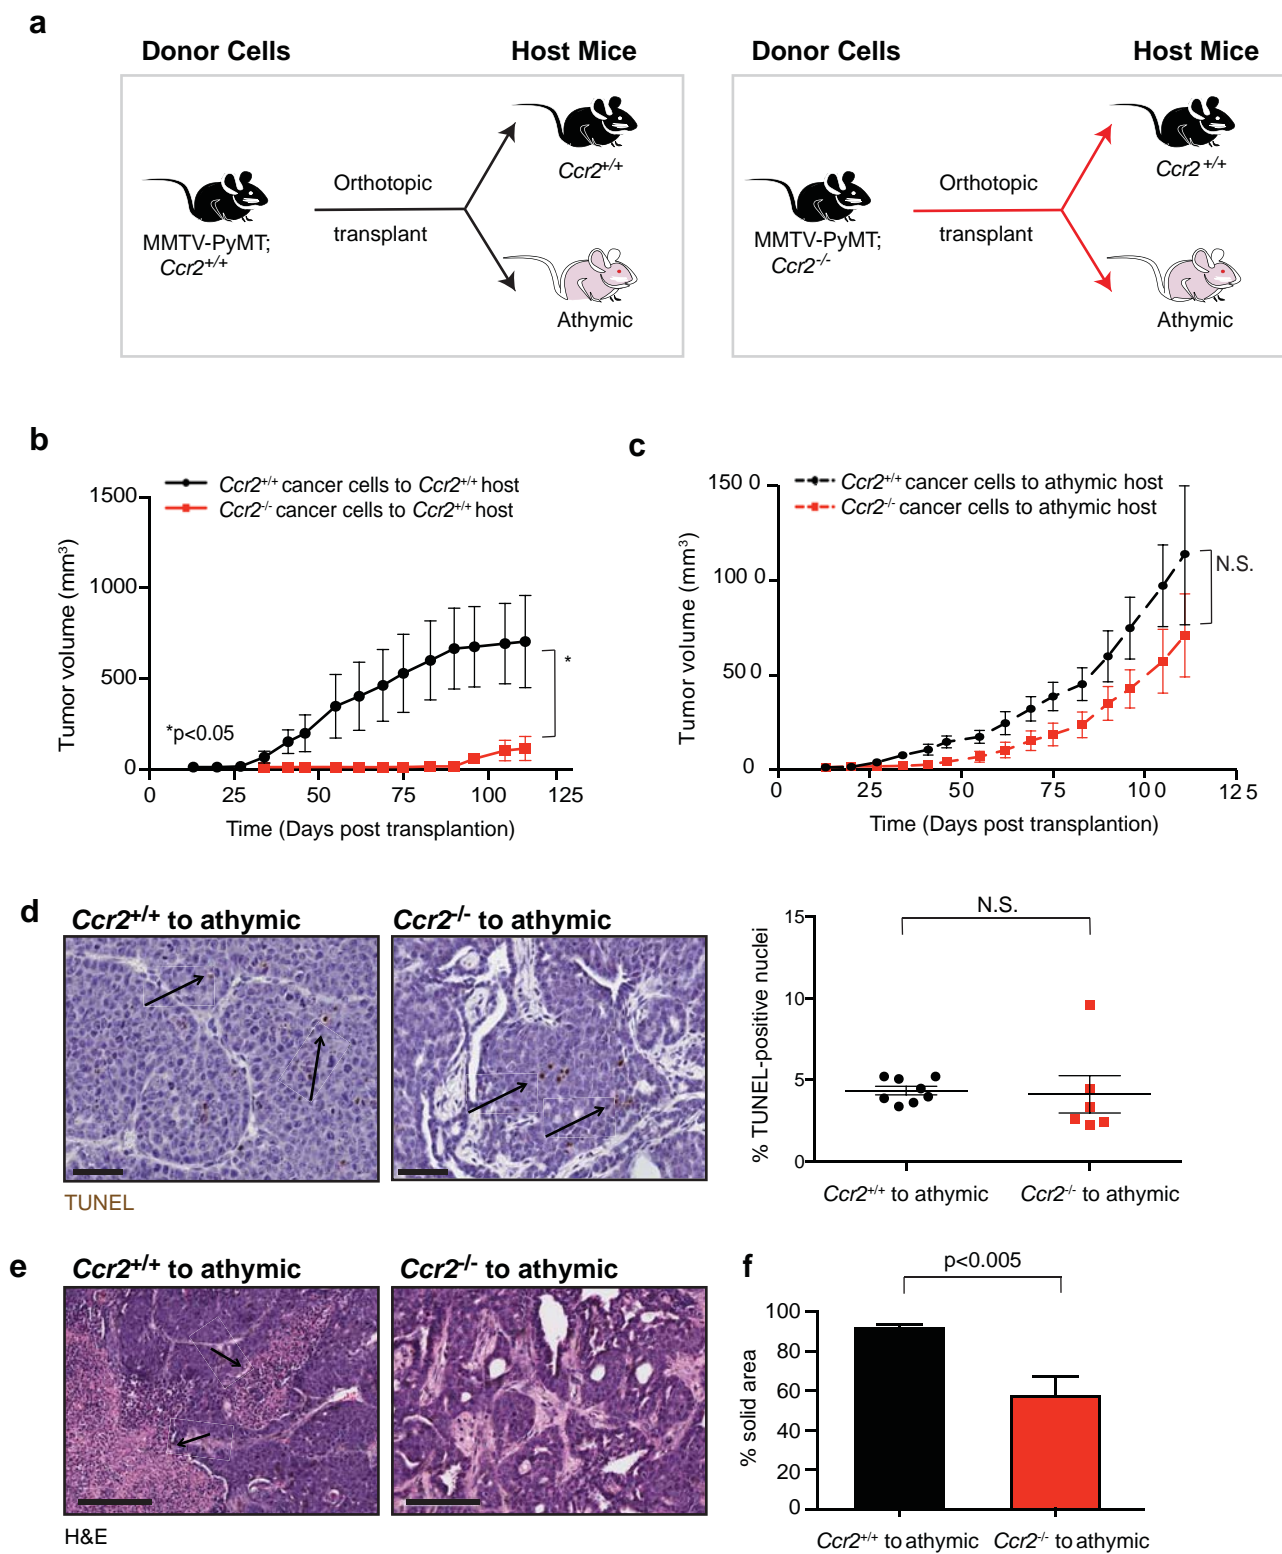 a
Donor Cells
Host Mice
Donor Cells
Host Mice
Ccr2+/+
Orthotopic
transplant
MMTV-PyMT;
Ccr2+/+
Athymic
Ccr2 +/+
Orthotopic
transplant
MMTV-PyMT;
Ccr2-/-
Athymic
b
Ccr2+/+ cancer cells to Ccr2+/+ host
Ccr2-/- cancer cells to Ccr2+/+ host
Tumor volume (mm3)
1500
1000
500
0
*
*p<0.05
0 25 50 75 100 125
Time (Days post transplantion)
c
Ccr2+/+ cancer cells to athymic host
Ccr2-/- cancer cells to athymic host
Tumor volume (mm3)
150 0
100 0
50 0
0
N.S.
0 25 50 75 10 0 12 5
Time (Days post transplantion)
d
Ccr2+/+ to athymic
Ccr2-/- to athymic
TUNEL
% TUNEL-positive nuclei
15
10
5
0
N.S.
Ccr2+/+ to athymic
Ccr2-/- to athymic
e
Ccr2+/+ to athymic
Ccr2-/- to athymic
H&E
f
p<0.005
% solid area
100
80
60
40
20
0
Ccr2+/+ to athymic
Ccr2-/- to athymic